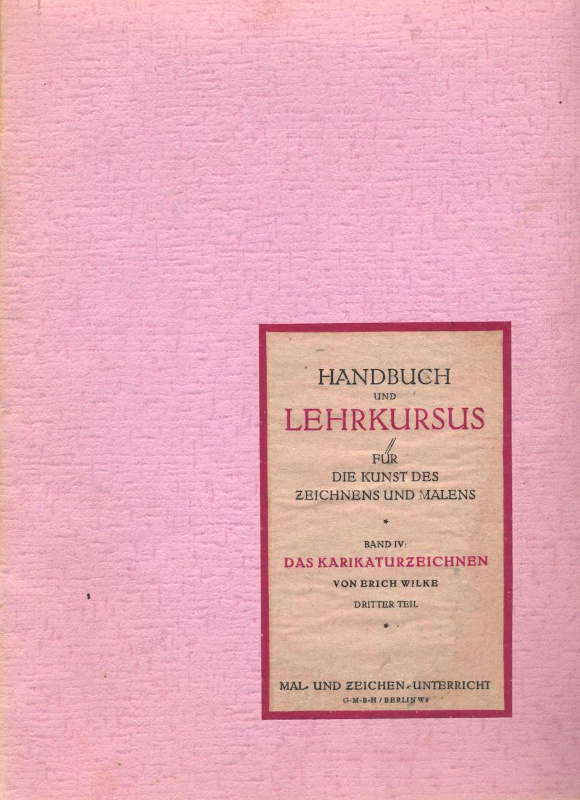 HANDBUCH
UND
LEHRKURSUS
FÜR
DIE KUNST DES
ZEICHNENS UND MALENS
*
BAND IV:
DAS KARIKATURZEICHNEN
VON ERICH WILKE
DRITTER TEIL
*
MAL- UND ZEICHEN-UNTERRICHT
G·M·B·H / BERLIN W9